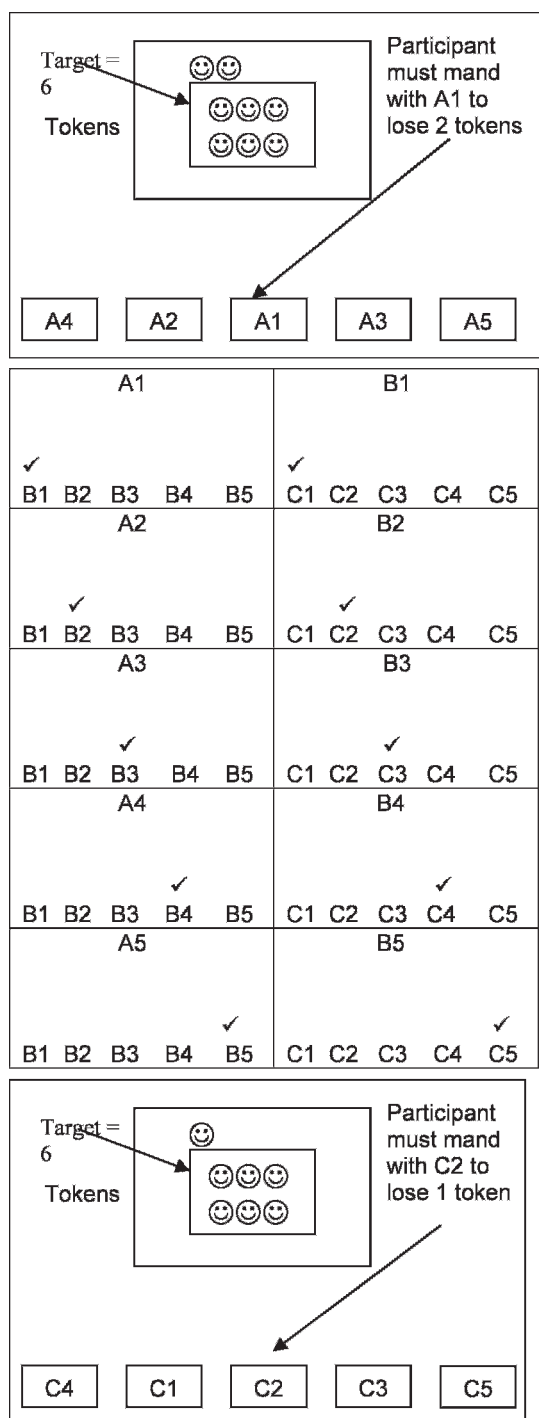 Target =
6
Tokens
Participant
must mand
with A1 to
lose 2 tokens
A4 A2 A1 A3 A5
A1 B1
✓ ✓
B1 B2 B3 B4 B5 C1 C2 C3 C4 C5
A2 B2
✓ ✓
B1 B2 B3 B4 B5 C1 C2 C3 C4 C5
A3 B3
✓ ✓
B1 B2 B3 B4 B5 C1 C2 C3 C4 C5
A4 B4
✓ ✓
B1 B2 B3 B4 B5 C1 C2 C3 C4 C5
A5 B5
✓ ✓
B1 B2 B3 B4 B5 C1 C2 C3 C4 C5
Target =
6
Tokens
Participant
must mand
with C2 to
lose 1 token
C4 C1 C2 C3 C5